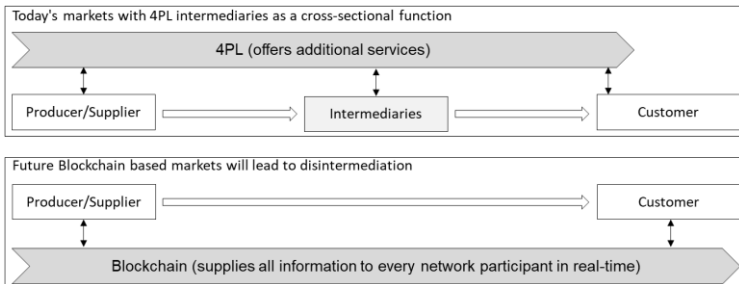 Today's markets with 4PL intermediaries as a cross-sectional function
4PL (offers additional services)
Producer/Supplier
Intermediaries
Customer
Future Blockchain based markets will lead to disintermediation
Producer/Supplier
Customer
Blockchain (supplies all information to every network participant in real-time)